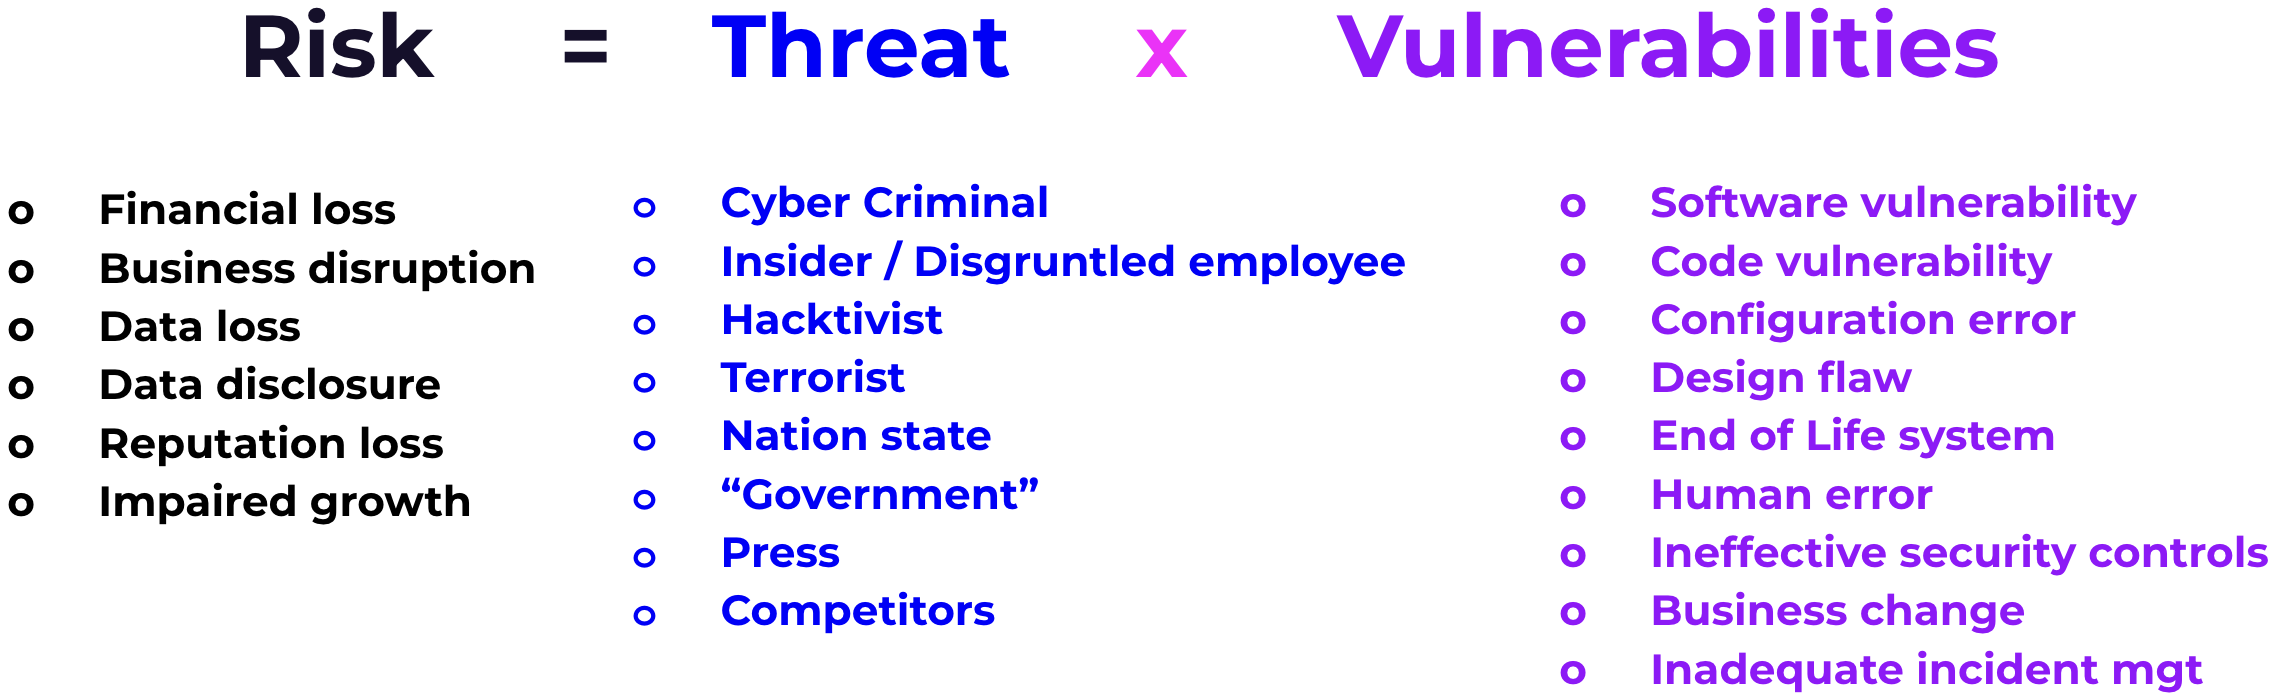 Risk = Threat x Vulnerabilities
o Financial loss
o Business disruption
o Data loss
o Data disclosure
o Reputation loss
o Impaired growth
o Cyber Criminal
o Insider / Disgruntled employee
o Hacktivist
o Terrorist
o Nation state
o “Government”
o Press
o Competitors
o Software vulnerability
o Code vulnerability
o Configuration error
o Design flaw
o End of Life system
o Human error
o Ineffective security controls
o Business change
o Inadequate incident mgt